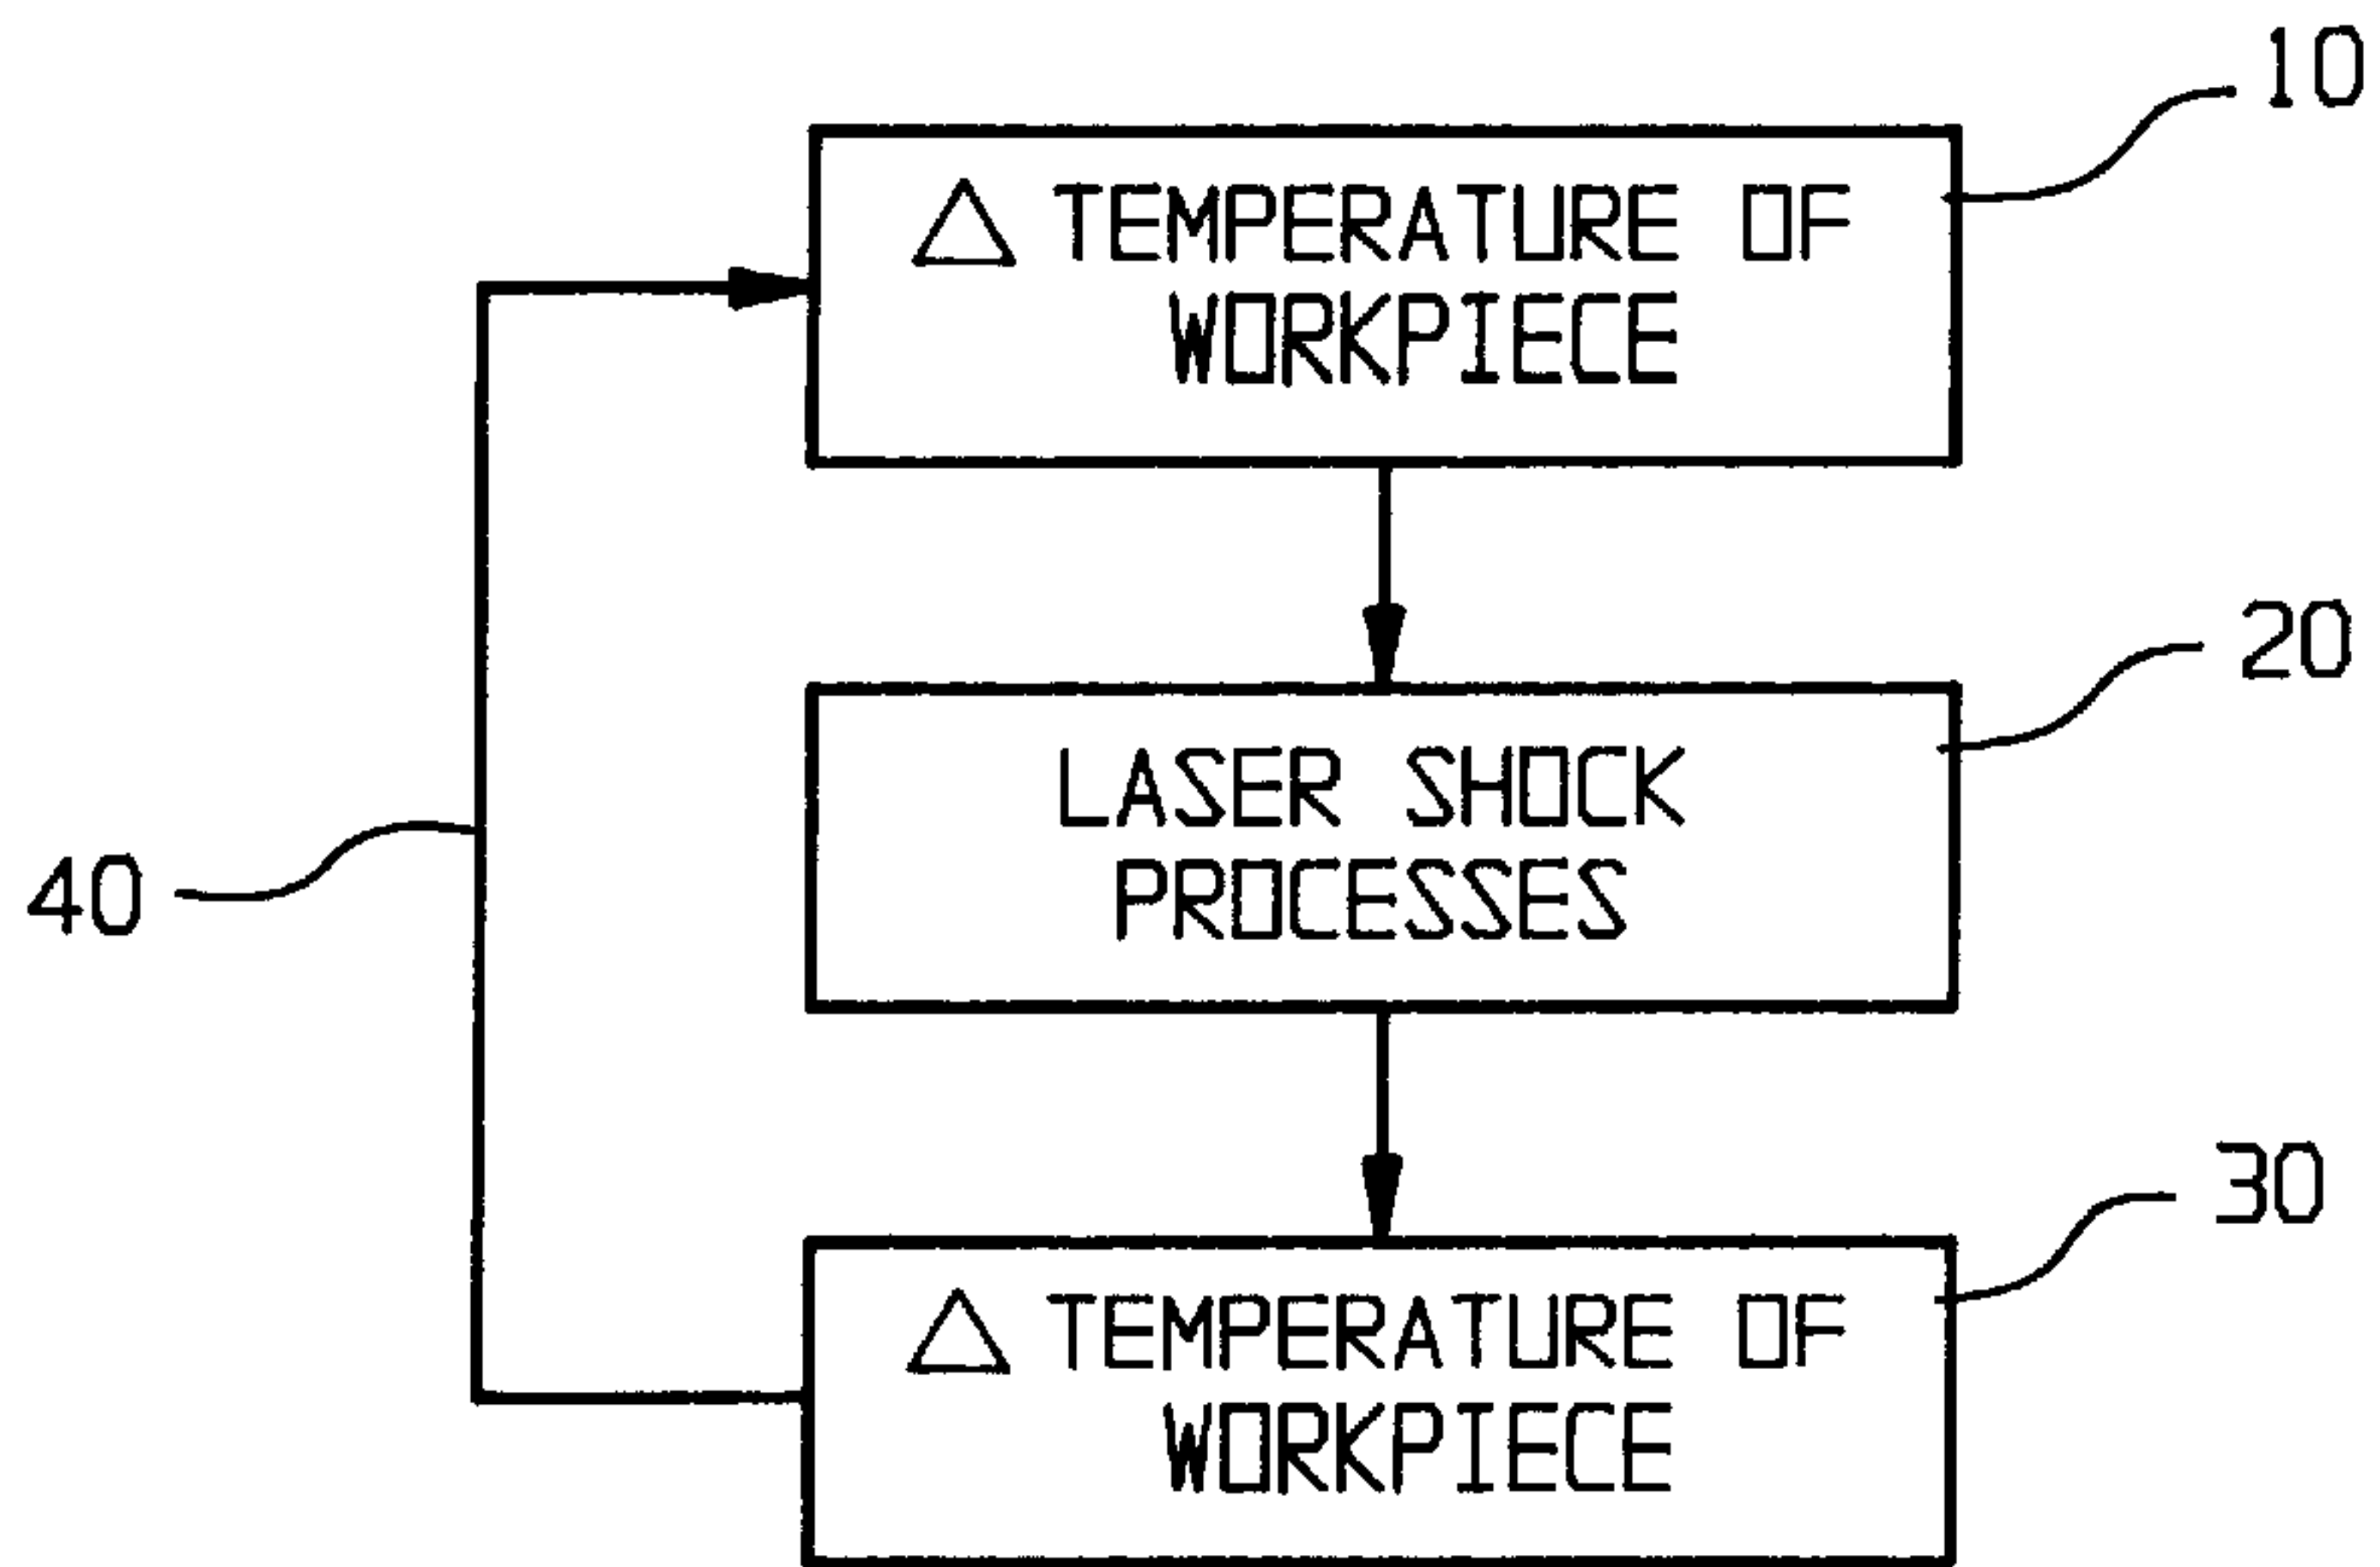 10
△ TEMPERATURE OF
WORKPIECE
20
LASER SHOCK
PROCESSES
40
30
△ TEMPERATURE OF
WORKPIECE